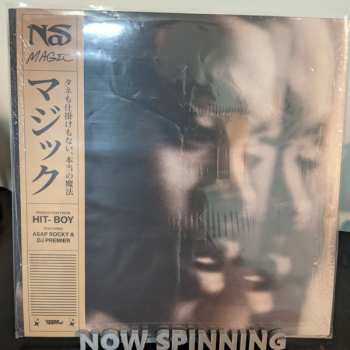 NaS
MAGIC
マジック
タネも仕掛けもない、本当の魔法
HIT- BOY
ASAP ROCKY &
DJ PREMIER
NOW SPINNING